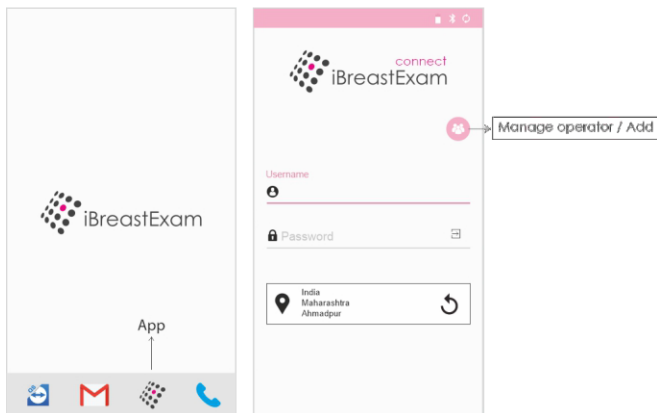 iBreastExam
App
connect
iBreastExam
Manage operator / Add
Username
Password
India
Maharashtra
Ahmadpur